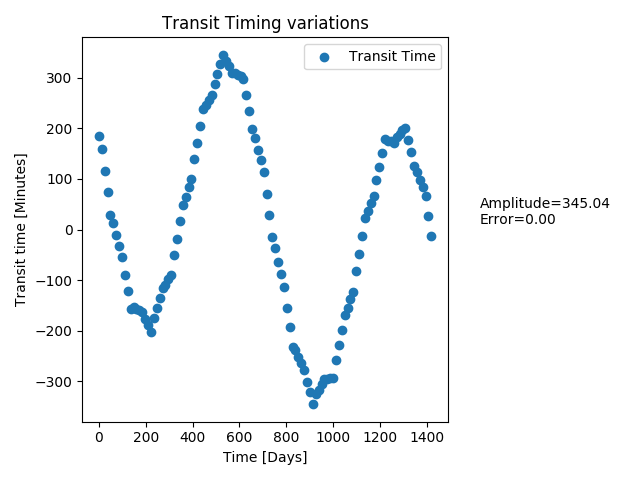 Transit Timing variations
Transit Time
Transit time [Minutes]
300
200
100
0
−100
−200
−300
0 200 400 600 800 1000 1200 1400
Time [Days]
Amplitude=345.04
Error=0.00